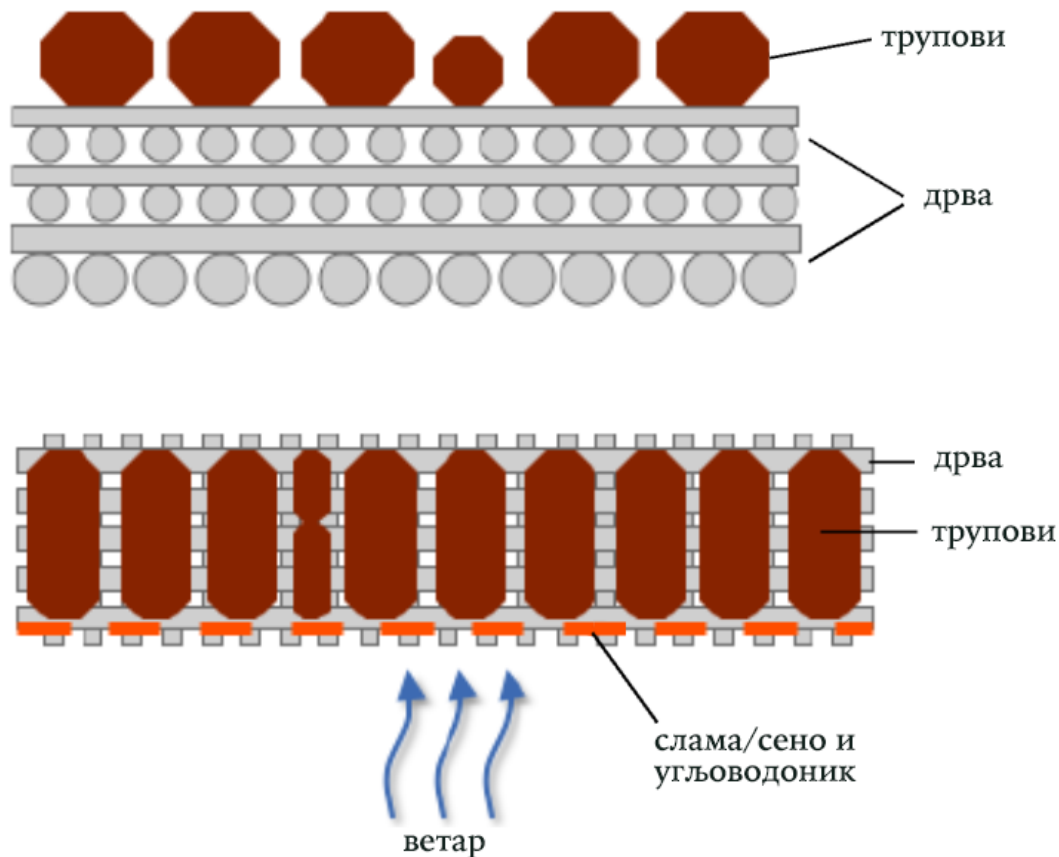 трупови
дрва
дрва
трупови
слама/сено и
угљоводоник
ветар